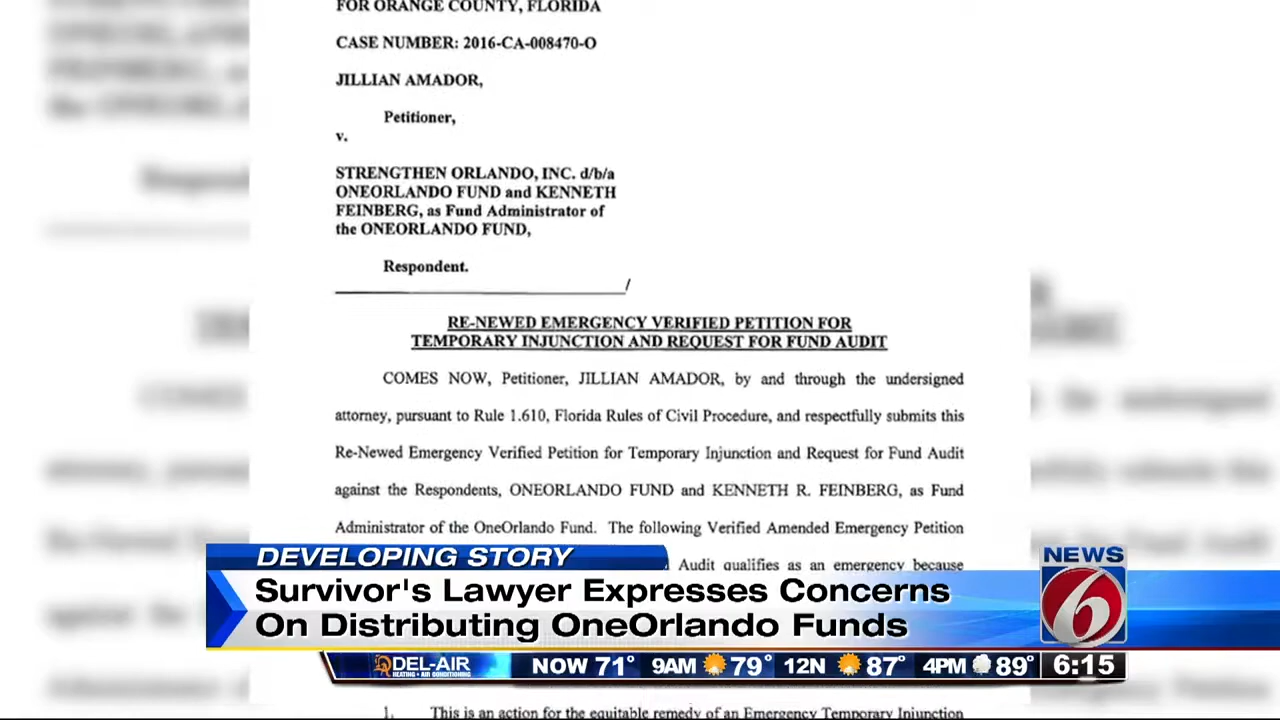 FOR ORANGE COUNTY, FLORIDA
CASE NUMBER: 2016-CA-008470-O
JILLIAN AMADOR,
Petitioner,
v.
STRENGTHEN ORLANDO, INC. d/b/a
ONEORLANDO FUND and KENNETH
FEINBERG, as Fund Administrator of
the ONEORLANDO FUND,
Respondent.
/
RE-NEWED EMERGENCY VERIFIED PETITION FOR
TEMPORARY INJUNCTION AND REQUEST FOR FUND AUDIT
COMES NOW, Petitioner, JILLIAN AMADOR, by and through the undersigned
attorney, pursuant to Rule 1.610, Florida Rules of Civil Procedure, and respectfully submits this
Re-Newed Emergency Verified Petition for Temporary Injunction and Request for Fund Audit
against the Respondents, ONEORLANDO FUND and KENNETH R. FEINBERG, as Fund
Administrator of the OneOrlando Fund. The following Verified Amended Emergency Petition
Audit qualifies as an emergency because
DEVELOPING STORY
Survivor's Lawyer Expresses Concerns
On Distributing OneOrlando Funds
NEWS
6
DEL-AIR
HEATING • AIR CONDITIONING
NOW 71° 9AM 79° 12N 87° 4PM 89° 6:15
1. This is an action for the equitable remedy of an Emergency Temporary Injunction